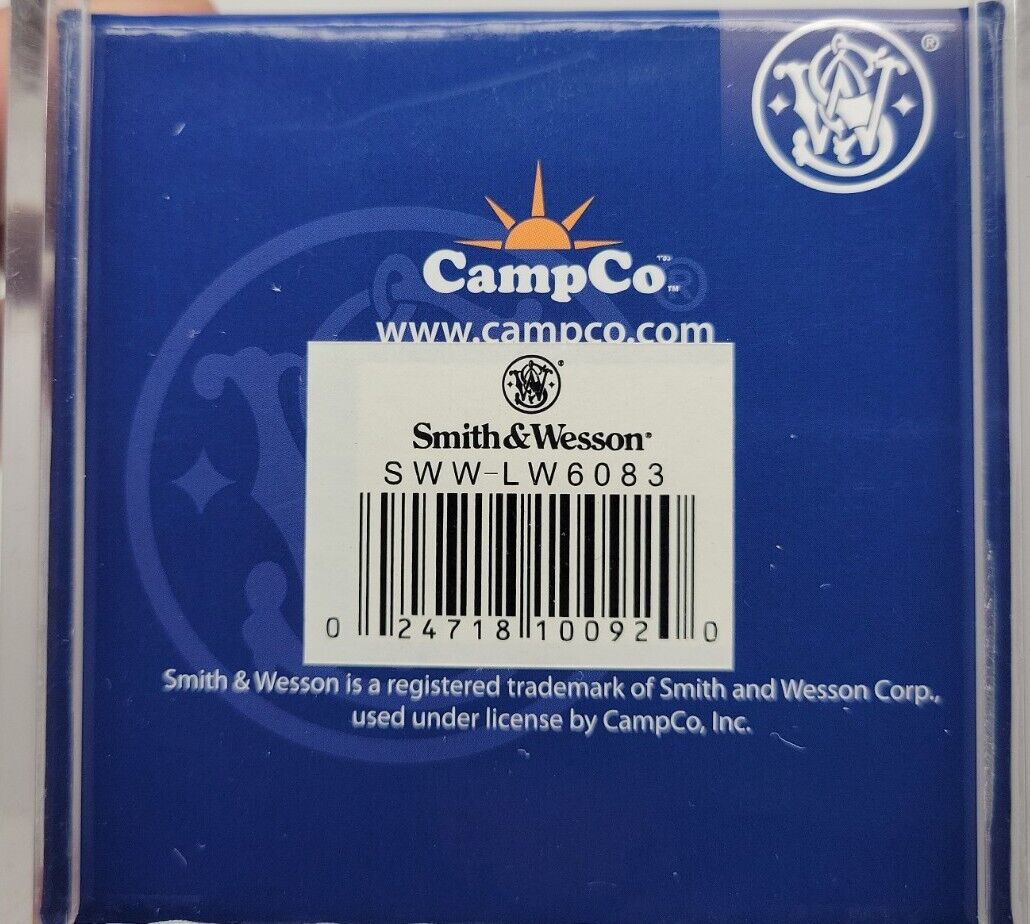 ®
CampCo™
www.campco.com
Smith&Wesson®
SWW-LW6083
0 24718 10092 0
Smith & Wesson is a registered trademark of Smith and Wesson Corp.,
used under license by CampCo, Inc.